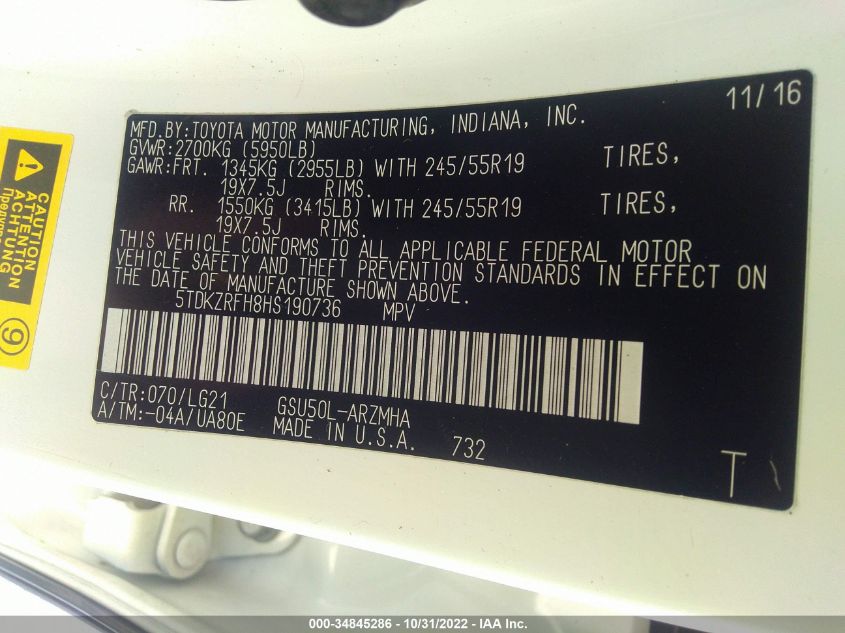 11/16
MFD.BY:TOYOTA MOTOR MANUFACTURING, INDIANA, INC.
GVWR:2700KG (5950LB)
GAWR:FRT. 1345KG (2955LB) WITH 245/55R19 TIRES,
19X7.5J RIMS.
RR. 1550KG (3415LB) WITH 245/55R19 TIRES,
19X7.5J RIMS.
THIS VEHICLE CONFORMS TO ALL APPLICABLE FEDERAL MOTOR
VEHICLE SAFETY AND THEFT PREVENTION STANDARDS IN EFFECT ON
THE DATE OF MANUFACTURE SHOWN ABOVE.
5TDKZRFH8HS190736 MPV
C/TR:070/LG21 GSU50L-ARZMHA
A/TM:-04A/UA80E MADE IN U.S.A. 732
T
CAUTION
ATTENTION
ACHTUNG
9
000-34845286 - 10/31/2022 - IAA Inc.